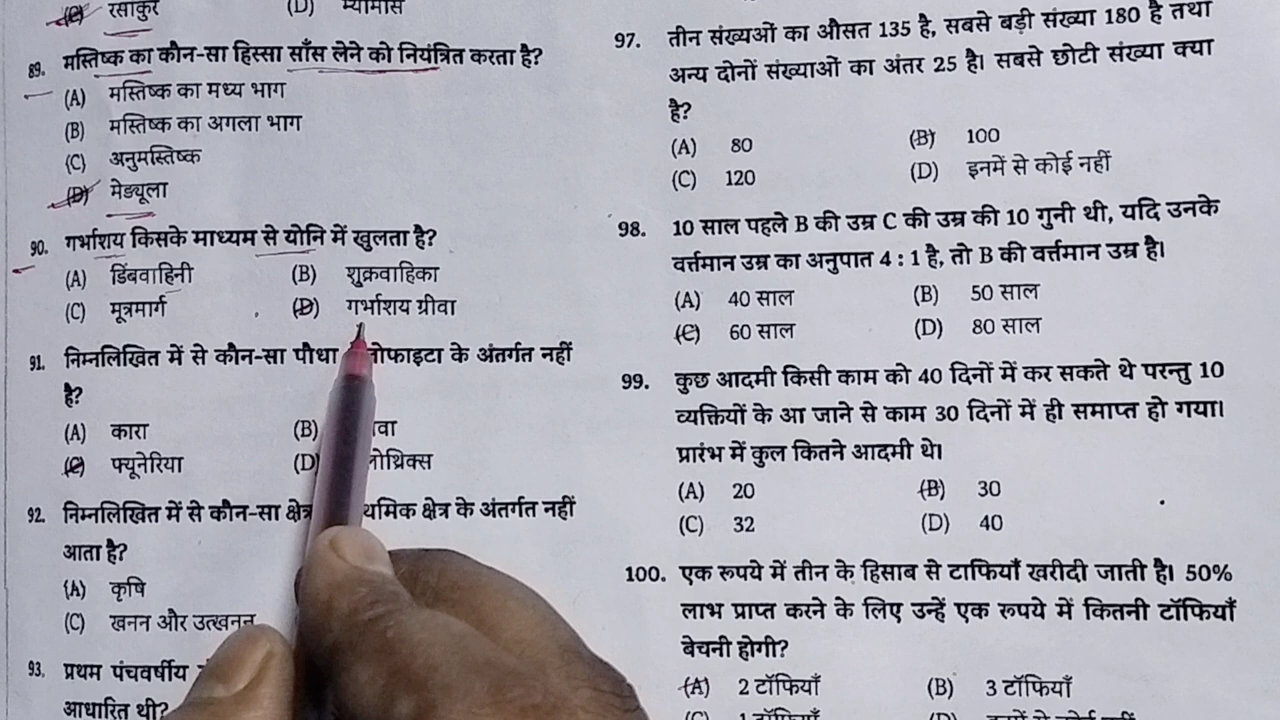 (C) रसांकुर (D) म्यामांस
89. मस्तिष्क का कौन-सा हिस्सा साँस लेने को नियंत्रित करता है?
(A) मस्तिष्क का मध्य भाग
(B) मस्तिष्क का अगला भाग
(C) अनुमस्तिष्क
(D) मेड्यूला
90. गर्भाशय किसके माध्यम से योनि में खुलता है?
(A) डिंबवाहिनी (B) शुक्रवाहिका
(C) मूत्रमार्ग (D) गर्भाशय ग्रीवा
91. निम्नलिखित में से कौन-सा पौधा के अंतर्गत नहीं
है?
(A) कारा (B)
(C) फ्यूनेरिया (D)
92. निम्नलिखित में से कौन-सा क्षेत्र के अंतर्गत नहीं
आता है?
(A) कृषि
(C) खनन और उत्खनन
93. प्रथम पंचवर्षीय
आधारित थी?
97. तीन संख्यओं का औसत 135 है, सबसे बड़ी संख्या 180 है तथा
अन्य दोनों संख्याओं का अंतर 25 है। सबसे छोटी संख्या क्या
है?
(A) 80 (B) 100
(C) 120 (D) इनमें से कोई नहीं
98. 10 साल पहले B की उम्र C की उम्र की 10 गुनी थी, यदि उनके
वर्त्तमान उम्र का अनुपात 4 : 1 है, तो B की वर्त्तमान उम्र है।
(A) 40 साल (B) 50 साल
(C) 60 साल (D) 80 साल
99. कुछ आदमी किसी काम को 40 दिनों में कर सकते थे परन्तु 10
व्यक्तियों के आ जाने से काम 30 दिनों में ही समाप्त हो गया।
प्रारंभ में कुल कितने आदमी थे।
(A) 20 (B) 30
(C) 32 (D) 40
100. एक रूपये में तीन के हिसाब से टाफियाँ खरीदी जाती है। 50%
लाभ प्राप्त करने के लिए उन्हें एक रूपये में कितनी टॉफियाँ
बेचनी होगी?
(A) 2 टॉफियाँ (B) 3 टॉफियाँ